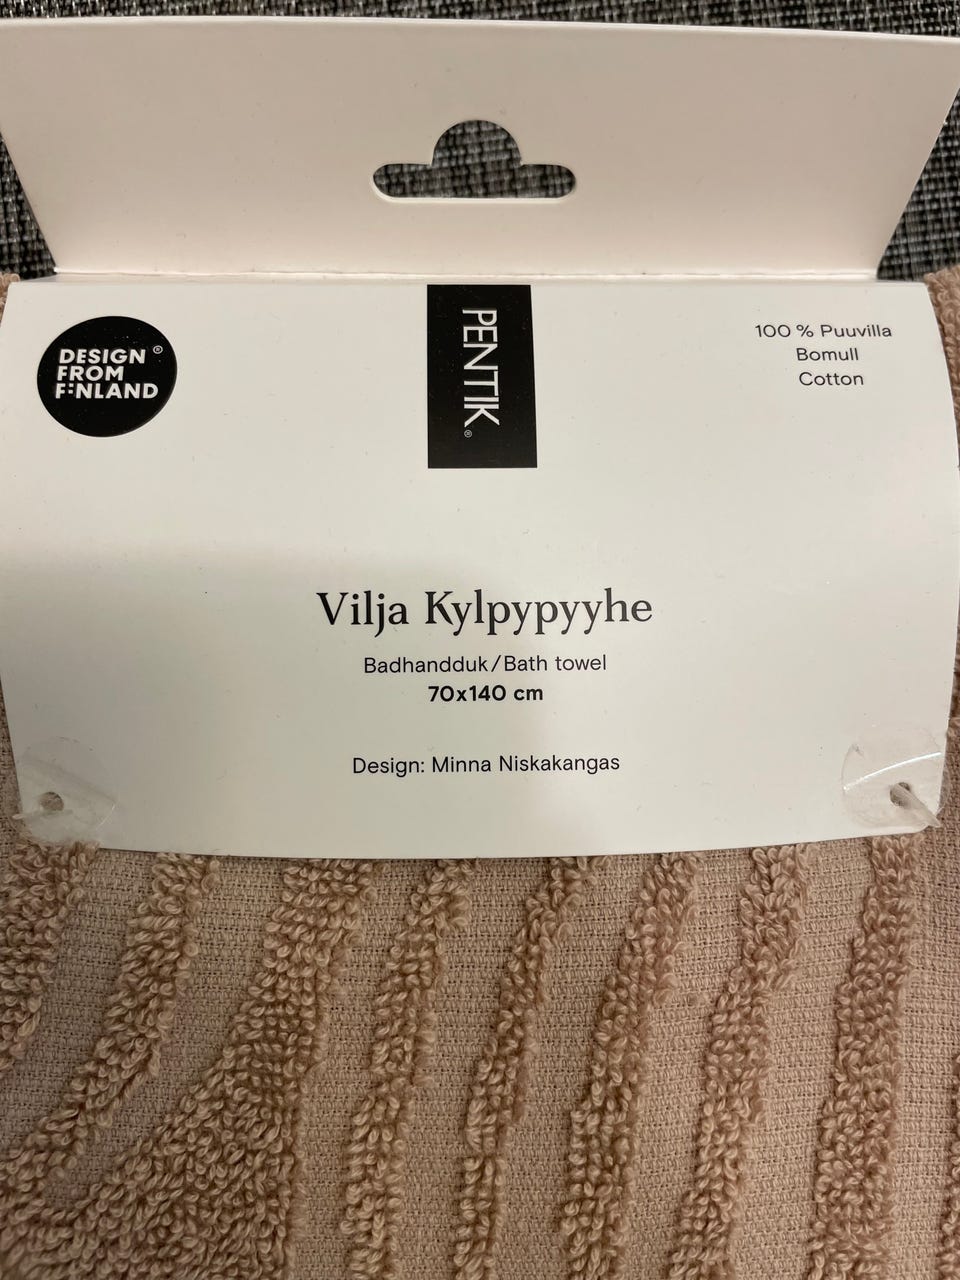 DESIGN ®
FROM
FINLAND
PENTIK®
100 % Puuvilla
Bomull
Cotton
Vilja Kylpypyyhe
Badhandduk/Bath towel
70x140 cm
Design: Minna Niskakangas